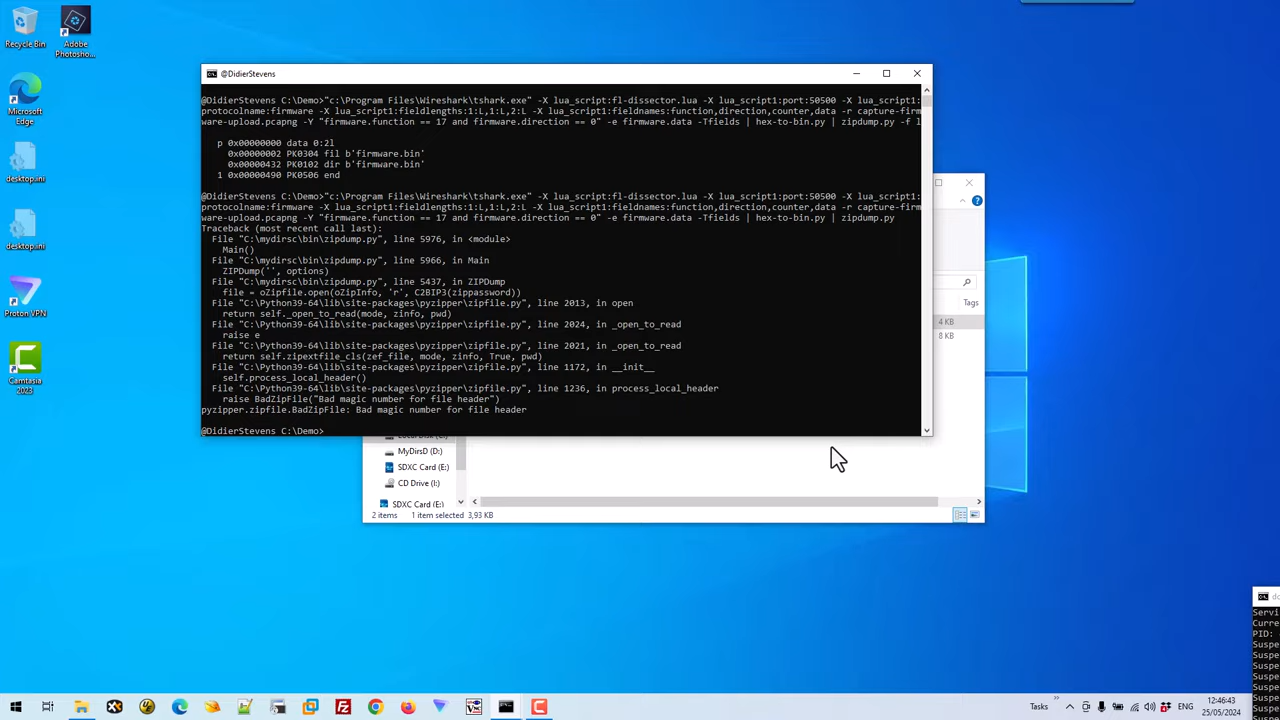 Recycle Bin
Adobe
Photosho...
Microsoft
Edge
desktop.ini
desktop.ini
Proton VPN
Camtasia
2023
@DidierStevens
@DidierStevens C:\Demo>"c:\Program Files\Wireshark\tshark.exe" -X lua_script:fl-dissector.lua -X lua_script1:port:50500 -X lua_script1:
protocolname:firmware -X lua_script1:fieldlengths:1:L,1:L,2:L -X lua_script1:fieldnames:function,direction,counter,data -r capture-firm
ware-upload.pcapng -Y "firmware.function == 17 and firmware.direction == 0" -e firmware.data -Tfields | hex-to-bin.py | zipdump.py -f l
p 0x00000000 data 0:2l
0x00000002 PK0304 fil b'firmware.bin'
0x00000432 PK0102 dir b'firmware.bin'
1 0x00000490 PK0506 end
@DidierStevens C:\Demo>"c:\Program Files\Wireshark\tshark.exe" -X lua_script:fl-dissector.lua -X lua_script1:port:50500 -X lua_script1:
protocolname:firmware -X lua_script1:fieldlengths:1:L,1:L,2:L -X lua_script1:fieldnames:function,direction,counter,data -r capture-firm
ware-upload.pcapng -Y "firmware.function == 17 and firmware.direction == 0" -e firmware.data -Tfields | hex-to-bin.py | zipdump.py
Traceback (most recent call last):
File "C:\mydirsc\bin\zipdump.py", line 5976, in <module>
Main()
File "C:\mydirsc\bin\zipdump.py", line 5966, in Main
ZIPDump('', options)
File "C:\mydirsc\bin\zipdump.py", line 5437, in ZIPDump
file = oZipfile.open(oZipInfo, 'r', C2BIP3(zippassword))
File "C:\Python39-64\lib\site-packages\pyzipper\zipfile.py", line 2013, in open
return self._open_to_read(mode, zinfo, pwd)
File "C:\Python39-64\lib\site-packages\pyzipper\zipfile.py", line 2024, in _open_to_read
raise e
File "C:\Python39-64\lib\site-packages\pyzipper\zipfile.py", line 2021, in _open_to_read
return self.zipextfile_cls(zef_file, mode, zinfo, True, pwd)
File "C:\Python39-64\lib\site-packages\pyzipper\zipfile.py", line 1172, in __init__
self.process_local_header()
File "C:\Python39-64\lib\site-packages\pyzipper\zipfile.py", line 1236, in process_local_header
raise BadZipFile("Bad magic number for file header")
pyzipper.zipfile.BadZipFile: Bad magic number for file header
@DidierStevens C:\Demo>
Tags
4 KB
8 KB
MyDirsD (D:)
SDXC Card (E:)
CD Drive (I:)
SDXC Card (E:)
2 items 1 item selected 3,93 KB
Servi
Curre
PID:
Suspe
Suspe
Suspe
Suspe
Suspe
Suspe
Tasks
ENG
12:46:43
25/05/2024